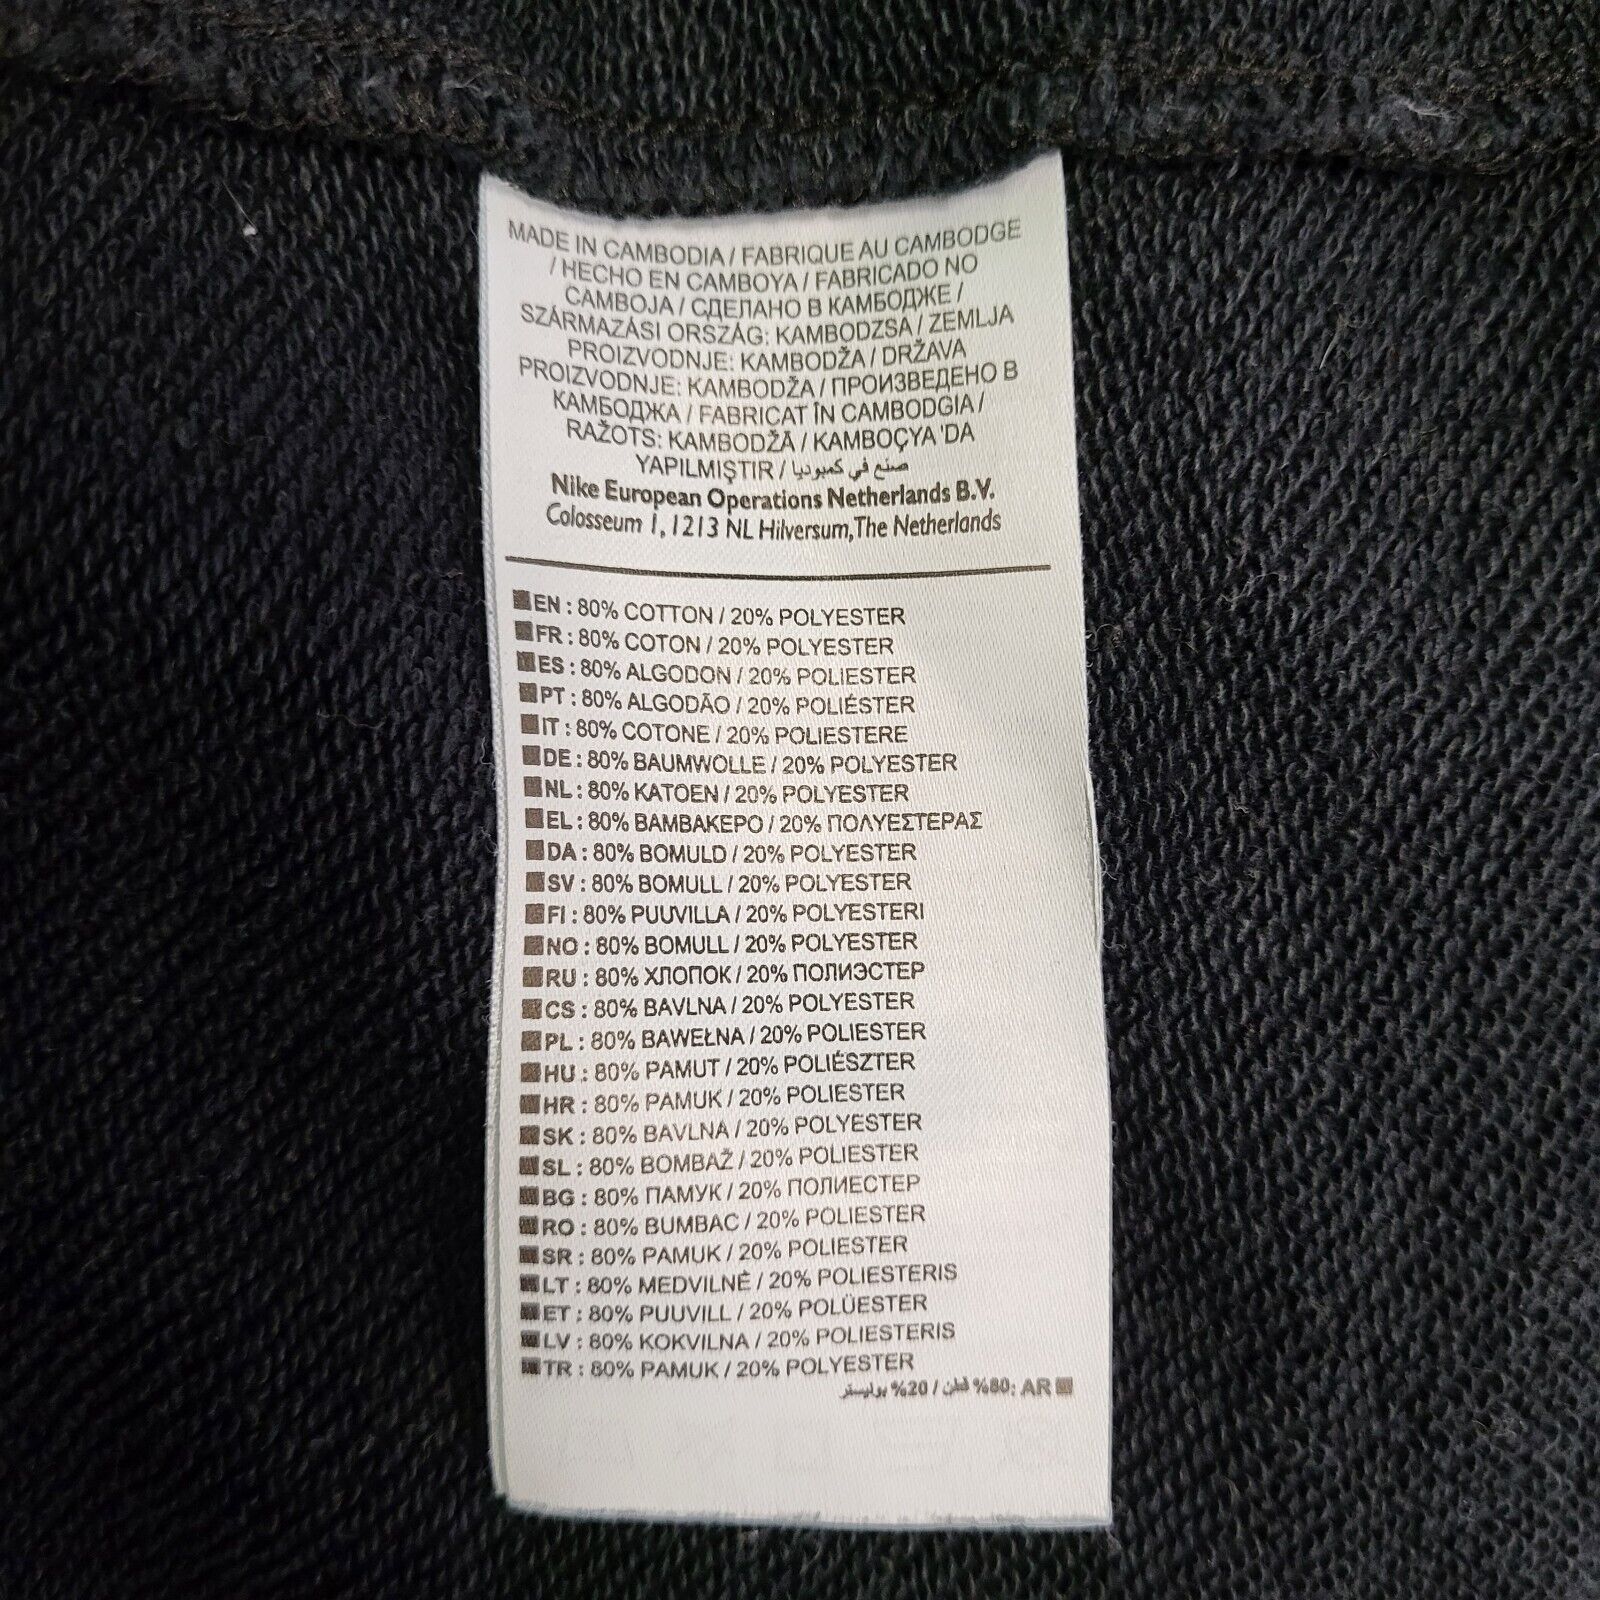 MADE IN CAMBODIA / FABRIQUE AU CAMBODGE
/ HECHO EN CAMBOYA / FABRICADO NO
CAMBOJA / СДЕЛАНО В КАМБОДЖЕ /
SZÁRMAZÁSI ORSZÁG: KAMBODZSA / ZEMLJA
PROIZVODNJE: KAMBODŽA / DRŽAVA
PROIZVODNJE: KAMBODŽA / ПРОИЗВЕДЕНО В
КАМБОДЖА / FABRICAT ÎN CAMBODGIA /
RAŽOTS: KAMBODŽĀ / KAMBOÇYA 'DA
YAPILMIŞTIR / صنع في كمبوديا
Nike European Operations Netherlands B.V.
Colosseum 1, 1213 NL Hilversum, The Netherlands
EN : 80% COTTON / 20% POLYESTER
FR : 80% COTON / 20% POLYESTER
ES : 80% ALGODON / 20% POLIESTER
PT : 80% ALGODÃO / 20% POLIÉSTER
IT : 80% COTONE / 20% POLIESTERE
DE : 80% BAUMWOLLE / 20% POLYESTER
NL : 80% KATOEN / 20% POLYESTER
EL : 80% ΒΑΜΒΑΚΕΡΟ / 20% ΠΟΛΥΕΣΤΕΡΑΣ
DA : 80% BOMULD / 20% POLYESTER
SV : 80% BOMULL / 20% POLYESTER
FI : 80% PUUVILLA / 20% POLYESTERI
NO : 80% BOMULL / 20% POLYESTER
RU : 80% ХЛОПОК / 20% ПОЛИЭСТЕР
CS : 80% BAVLNA / 20% POLYESTER
PL : 80% BAWEŁNA / 20% POLIESTER
HU : 80% PAMUT / 20% POLIÉSZTER
HR : 80% PAMUK / 20% POLIESTER
SK : 80% BAVLNA / 20% POLYESTER
SL : 80% BOMBAŽ / 20% POLIESTER
BG : 80% ПАМУК / 20% ПОЛИЕСТЕР
RO : 80% BUMBAC / 20% POLIESTER
SR : 80% PAMUK / 20% POLIESTER
LT : 80% MEDVILNĖ / 20% POLIESTERIS
ET : 80% PUUVILL / 20% POLÜESTER
LV : 80% KOKVILNA / 20% POLIESTERIS
TR : 80% PAMUK / 20% POLYESTER
AR :80% قطن / 20% بوليستر